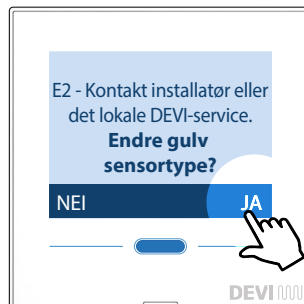 E2 - Kontakt installatør eller
det lokale DEVI-service.
Endre gulv
sensortype?
NEI JA
DEVI